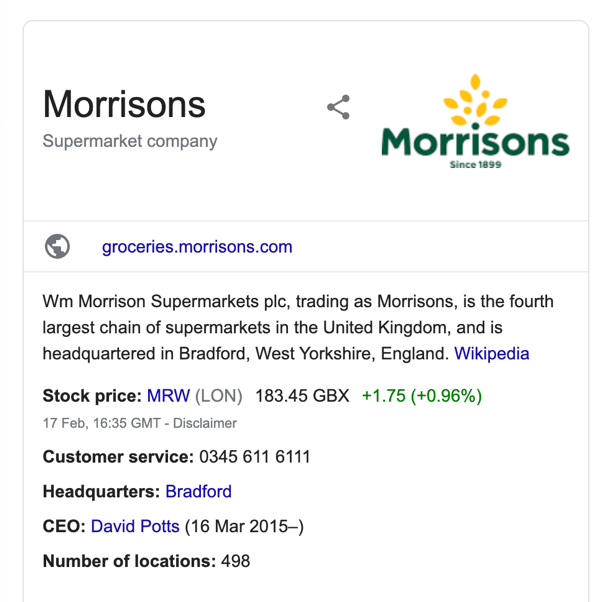 Morrisons
Supermarket company
Morrisons
Since 1899
groceries.morrisons.com
Wm Morrison Supermarkets plc, trading as Morrisons, is the fourth
largest chain of supermarkets in the United Kingdom, and is
headquartered in Bradford, West Yorkshire, England. Wikipedia
Stock price: MRW (LON) 183.45 GBX +1.75 (+0.96%)
17 Feb, 16:35 GMT - Disclaimer
Customer service: 0345 611 6111
Headquarters: Bradford
CEO: David Potts (16 Mar 2015–)
Number of locations: 498